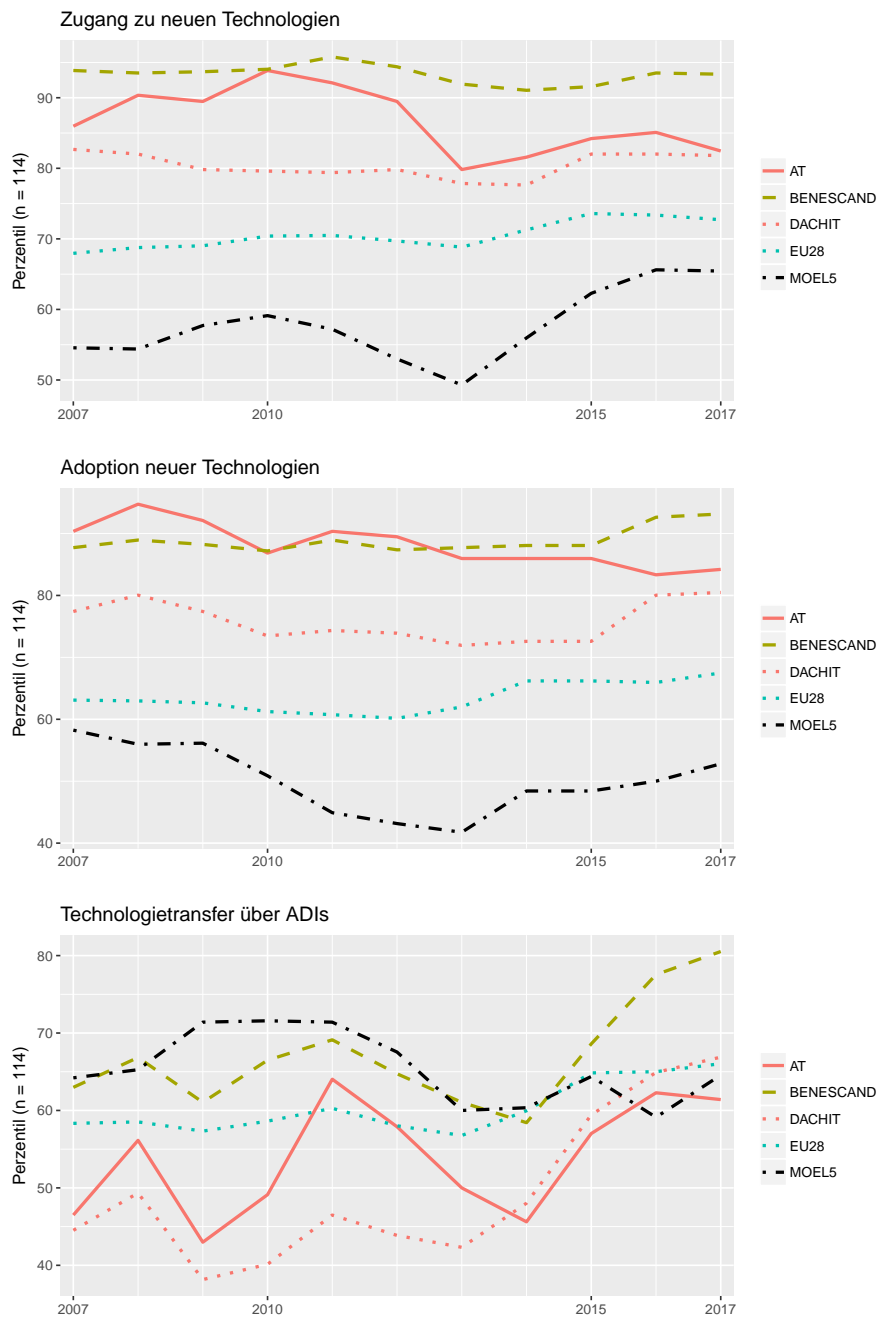 Zugang zu neuen Technologien
Perzentil (n = 114)
90
80
70
60
50
2007 2010 2015 2017
AT
BENESCAND
DACHIT
EU28
MOEL5
Adoption neuer Technologien
Perzentil (n = 114)
80
60
40
2007 2010 2015 2017
AT
BENESCAND
DACHIT
EU28
MOEL5
Technologietransfer über ADIs
Perzentil (n = 114)
80
70
60
50
40
2007 2010 2015 2017
AT
BENESCAND
DACHIT
EU28
MOEL5